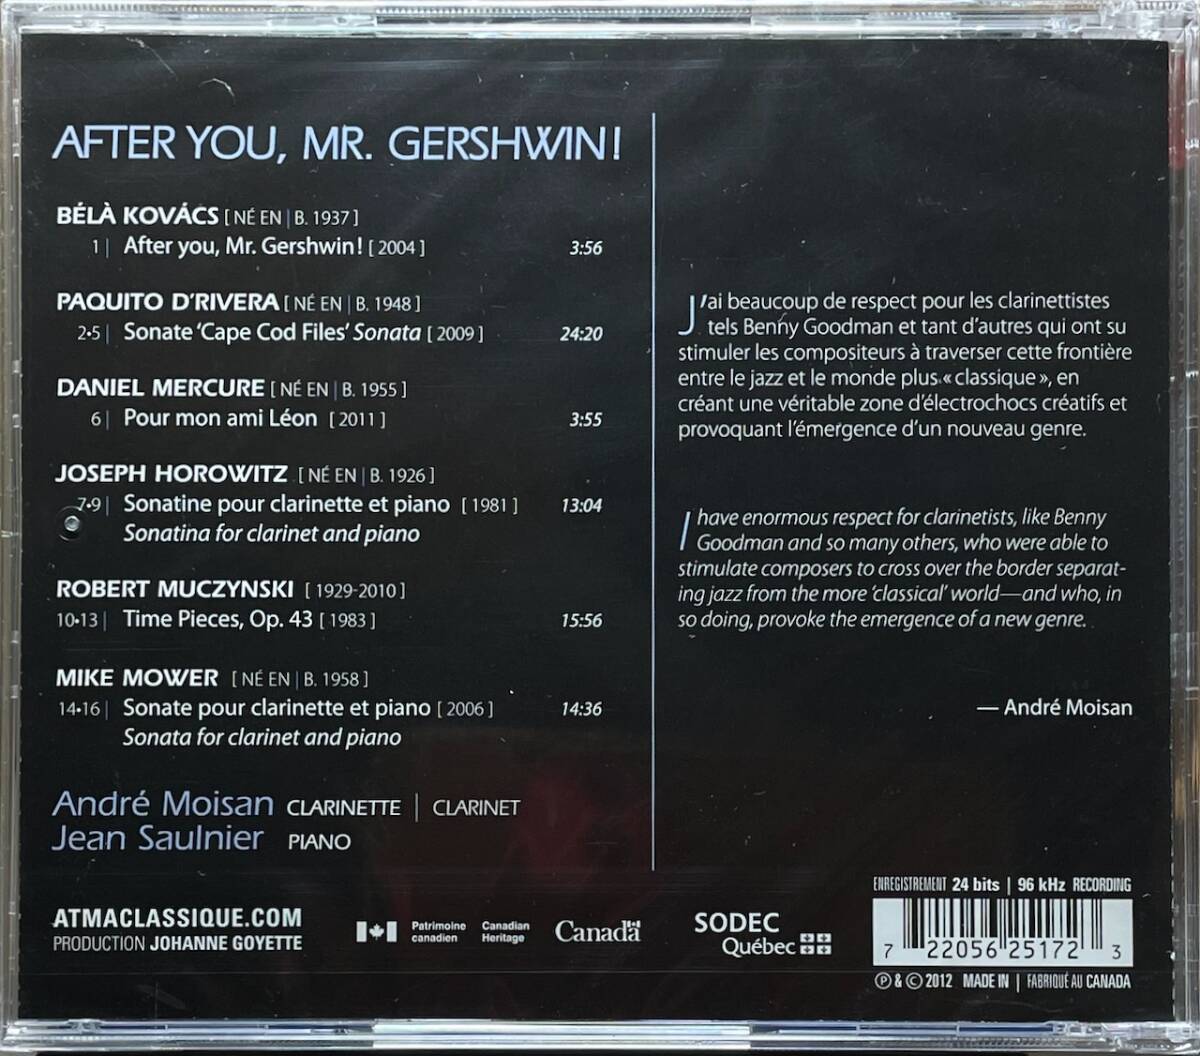 AFTER YOU, MR. GERSHWIN!
BÉLÀ KOVÁCS [ NÉ EN | B. 1937 ]
1 | After you, Mr. Gershwin! [ 2004 ] 3:56
PAQUITO D'RIVERA [ NÉ EN | B. 1948 ]
2•5 | Sonate 'Cape Cod Files' Sonata [ 2009 ] 24:20
DANIEL MERCURE [ NÉ EN | B. 1955 ]
6 | Pour mon ami Léon [ 2011 ] 3:55
JOSEPH HOROWITZ [ NÉ EN | B. 1926 ]
7•9 | Sonatine pour clarinette et piano [ 1981 ] 13:04
Sonatina for clarinet and piano
ROBERT MUCZYNSKI [ 1929-2010 ]
10•13 | Time Pieces, Op. 43 [ 1983 ] 15:56
MIKE MOWER [ NÉ EN | B. 1958 ]
14•16 | Sonate pour clarinette et piano [ 2006 ] 14:36
Sonata for clarinet and piano
André Moisan CLARINETTE | CLARINET
Jean Saulnier PIANO
J'ai beaucoup de respect pour les clarinettistes
tels Benny Goodman et tant d'autres qui ont su
stimuler les compositeurs à traverser cette frontière
entre le jazz et le monde plus « classique », en
créant une véritable zone d'électrochocs créatifs et
provoquant l'émergence d'un nouveau genre.
I have enormous respect for clarinetists, like Benny
Goodman and so many others, who were able to
stimulate composers to cross over the border separat-
ing jazz from the more 'classical' world—and who, in
so doing, provoke the emergence of a new genre.
— André Moisan
ATMACLASSIQUE.COM
PRODUCTION JOHANNE GOYETTE
Patrimoine canadien
Canadian Heritage
Canada
SODEC
Québec
ENREGISTREMENT 24 bits | 96 kHz RECORDING
7 22056 25172 3
℗ & © 2012 MADE IN | FABRIQUÉ AU CANADA